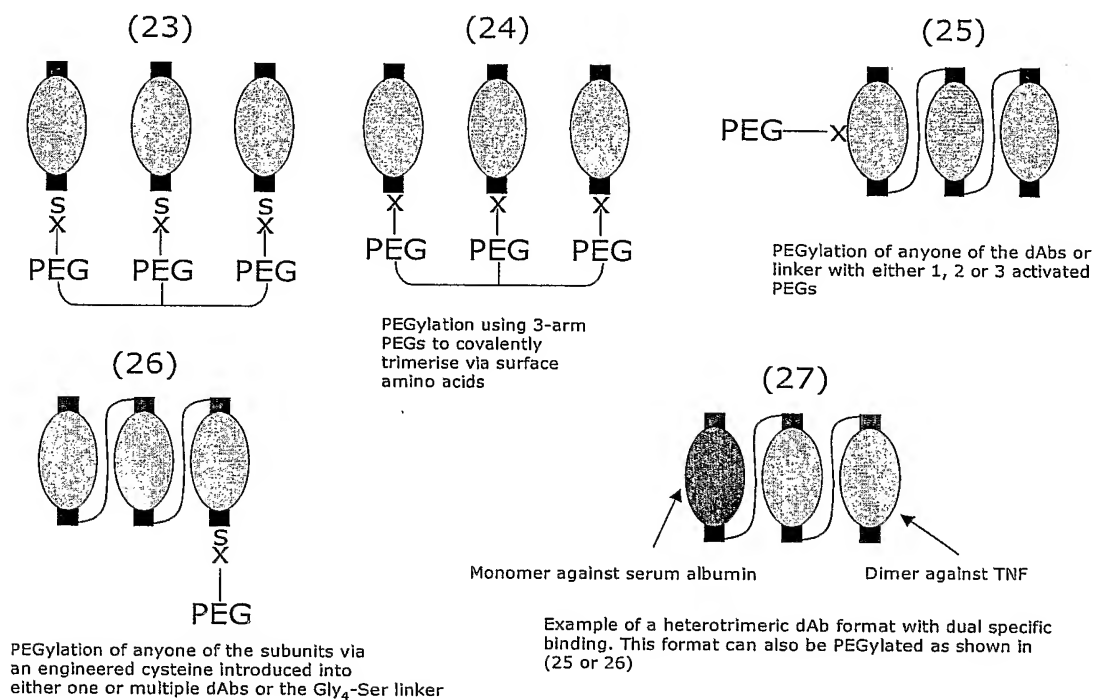 (23)
(24)
(25)
S
S
S
X
X
X
PEG
PEG
PEG
X
X
X
PEG
PEG
PEG
PEG
X
PEGylation using 3-arm
PEGs to covalently
trimerise via surface
amino acids
PEGylation of anyone of the dAbs or
linker with either 1, 2 or 3 activated
PEGs
(26)
S
X
PEG
PEGylation of anyone of the subunits via
an engineered cysteine introduced into
either one or multiple dAbs or the Gly₄-Ser linker
(27)
Monomer against serum albumin
Dimer against TNF
Example of a heterotrimeric dAb format with dual specific
binding. This format can also be PEGylated as shown in
(25 or 26)